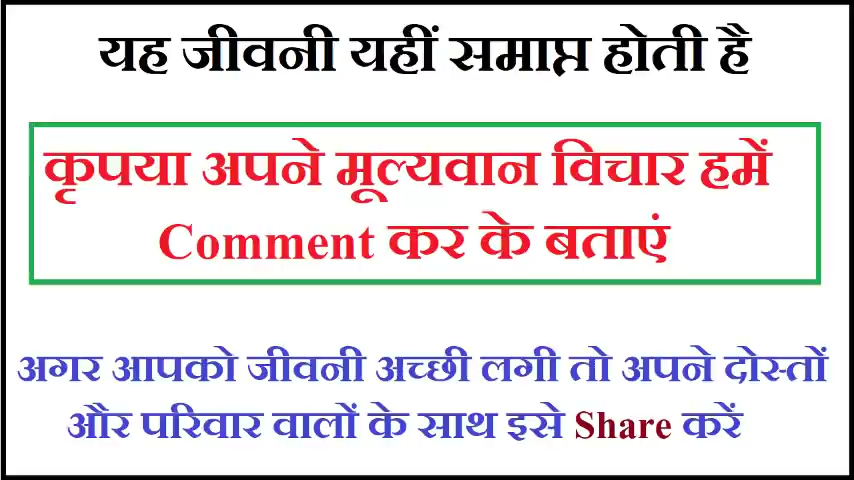 यह जीवनी यहीं समाप्त होती है
कृपया अपने मूल्यवान विचार हमें
Comment कर के बताएं
अगर आपको जीवनी अच्छी लगी तो अपने दोस्तों
और परिवार वालों के साथ इसे Share करें